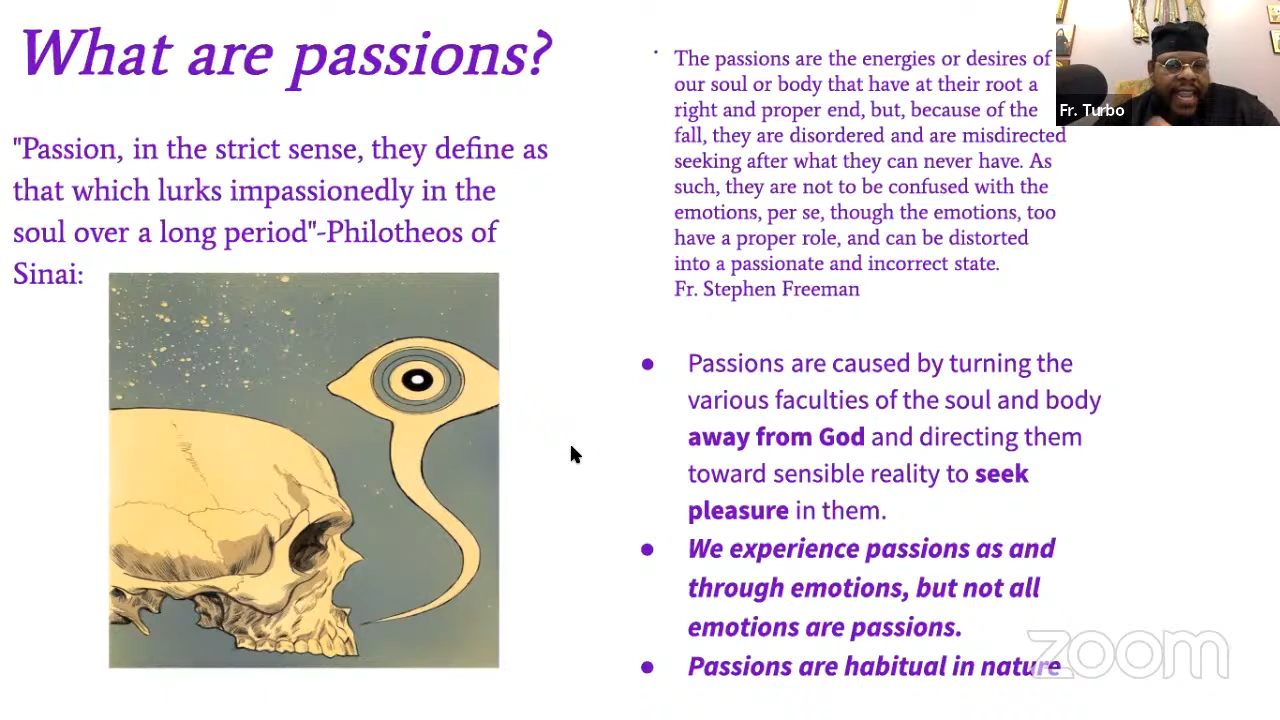 What are passions?
"Passion, in the strict sense, they define as
that which lurks impassionedly in the
soul over a long period"-Philotheos of
Sinai:
The passions are the energies or desires of
our soul or body that have at their root a
right and proper end, but, because of the
fall, they are disordered and are misdirected
seeking after what they can never have. As
such, they are not to be confused with the
emotions, per se, though the emotions, too
have a proper role, and can be distorted
into a passionate and incorrect state.
Fr. Stephen Freeman
● Passions are caused by turning the
various faculties of the soul and body
away from God and directing them
toward sensible reality to seek
pleasure in them.
● We experience passions as and
through emotions, but not all
emotions are passions.
● Passions are habitual in nature
Fr. Turbo
zoom